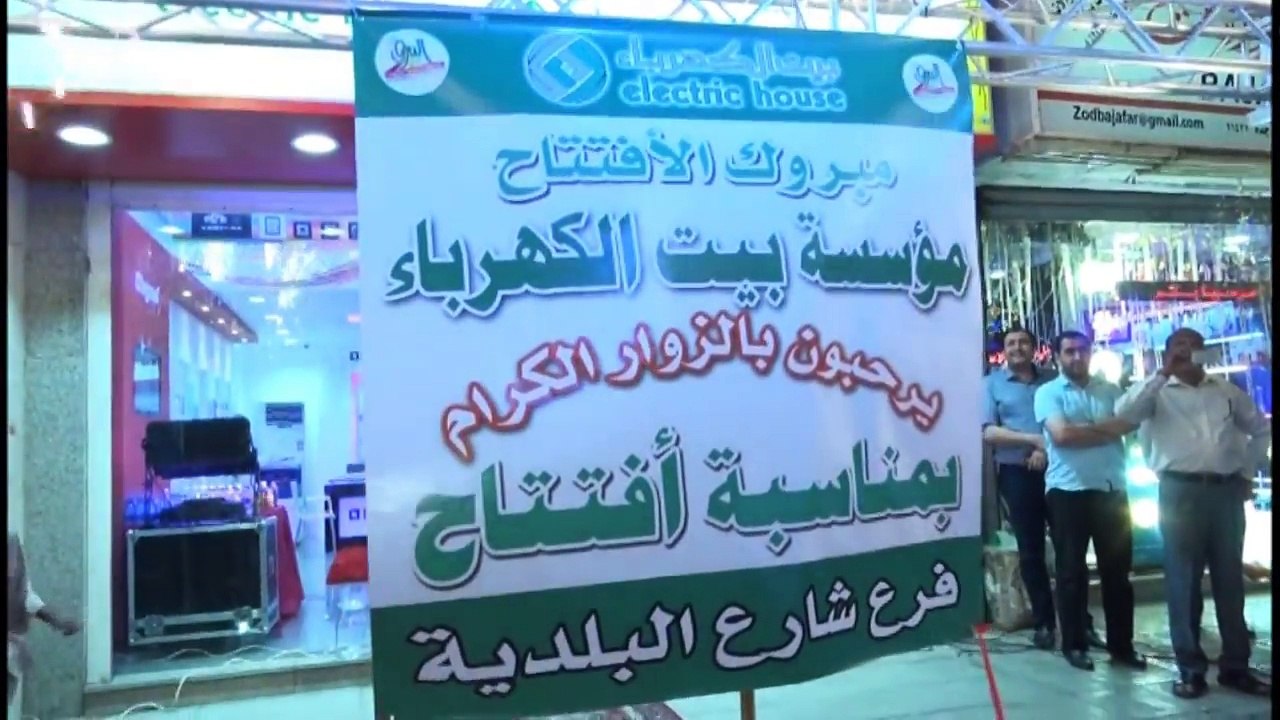 بيت الكهرباء
electric house
مبروك الأفتتاح
مؤسسة بيت الكهرباء
يرحبون بالزوار الكرام
بمناسبة أفتتاح
فرع شارع البلدية
Zodbajafar@gmail.com